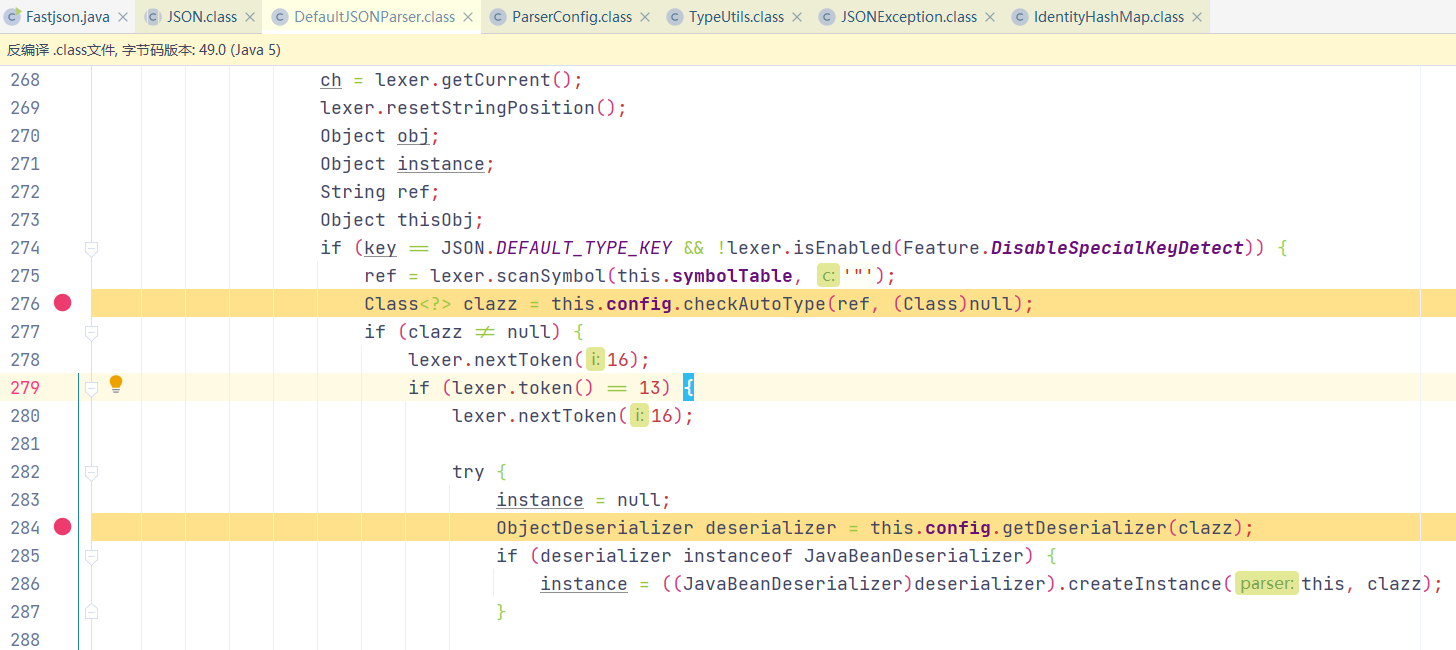 Fastjson.java JSON.class DefaultJSONParser.class ParserConfig.class TypeUtils.class JSONException.class IdentityHashMap.class
反编译 .class文件, 字节码版本: 49.0 (Java 5)
268 ch = lexer.getCurrent();
269 lexer.resetStringPosition();
270 Object obj;
271 Object instance;
272 String ref;
273 Object thisObj;
274 if (key == JSON.DEFAULT_TYPE_KEY && !lexer.isEnabled(Feature.DisableSpecialKeyDetect)) {
275 ref = lexer.scanSymbol(this.symbolTable, c: '"');
276 Class<?> clazz = this.config.checkAutoType(ref, (Class)null);
277 if (clazz != null) {
278 lexer.nextToken( i: 16);
279 if (lexer.token() == 13) {
280 lexer.nextToken( i: 16);
281
282 try {
283 instance = null;
284 ObjectDeserializer deserializer = this.config.getDeserializer(clazz);
285 if (deserializer instanceof JavaBeanDeserializer) {
286 instance = ((JavaBeanDeserializer)deserializer).createInstance( parser: this, clazz);
287 }
288